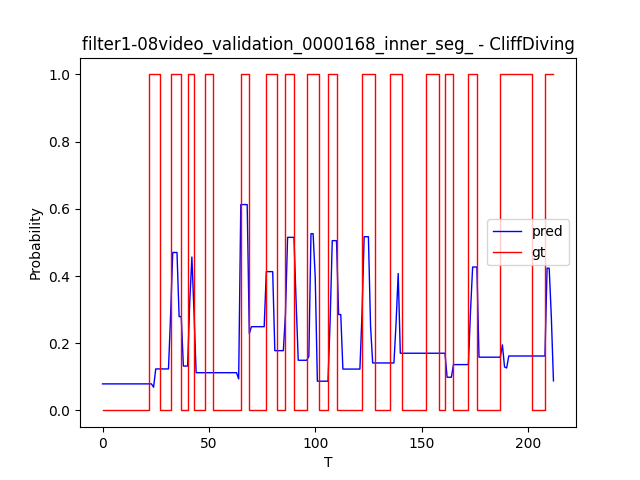 filter1-08video_validation_0000168_inner_seg_ - CliffDiving
1.0
0.8
0.6
0.4
0.2
0.0
Probability
pred
gt
0 50 100 150 200
T